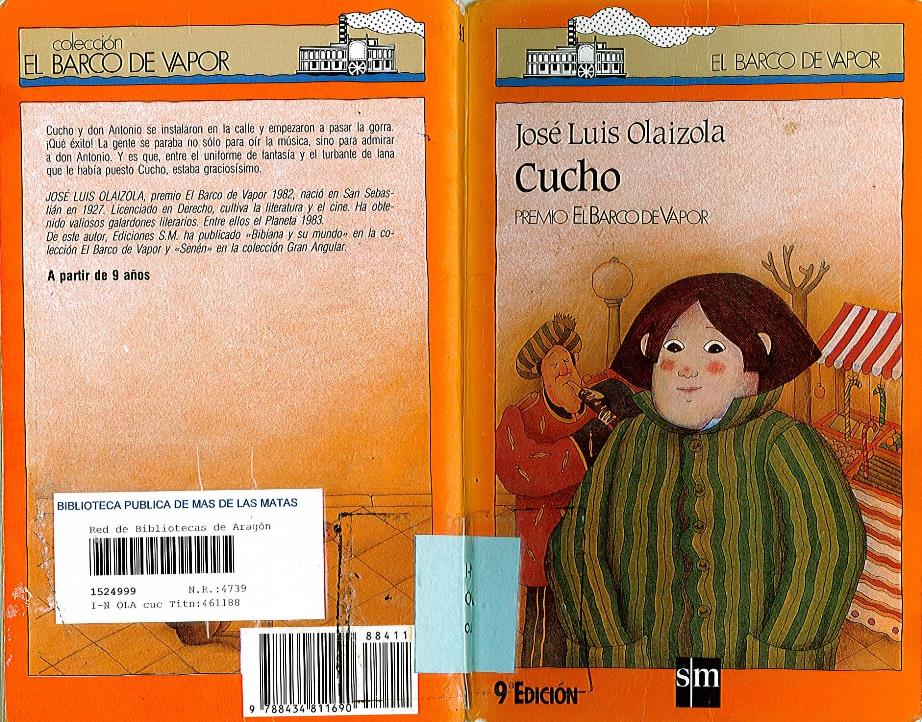 colección
EL BARCO DE VAPOR
Cucho y don Antonio se instalaron en la calle y empezaron a pasar la gorra.
¡Qué éxito! La gente se paraba no sólo para oír la música, sino para admirar
a don Antonio. Y es que, entre el uniforme de fantasía y el turbante de lana
que le había puesto Cucho, estaba graciosísimo.
JOSÉ LUIS OLAIZOLA, premio El Barco de Vapor 1982, nació en San Sebas-
tián en 1927. Licenciado en Derecho, cultiva la literatura y el cine. Ha obte-
nido valiosos galardones literarios. Entre ellos el Planeta 1983.
De este autor, Ediciones S.M. ha publicado «Bibiana y su mundo» en la co-
lección El Barco de Vapor y «Senén» en la colección Gran Angular.
A partir de 9 años
BIBLIOTECA PUBLICA DE MAS DE LAS MATAS
Red de Bibliotecas de Aragón
1524999 N.R.:4739
I-N OLA cuc Titn:461188
88411
9 788434 811690
EL BARCO DE VAPOR
José Luis Olaizola
Cucho
PREMIO EL BARCO DE VAPOR
9ª EDICIÓN
sm